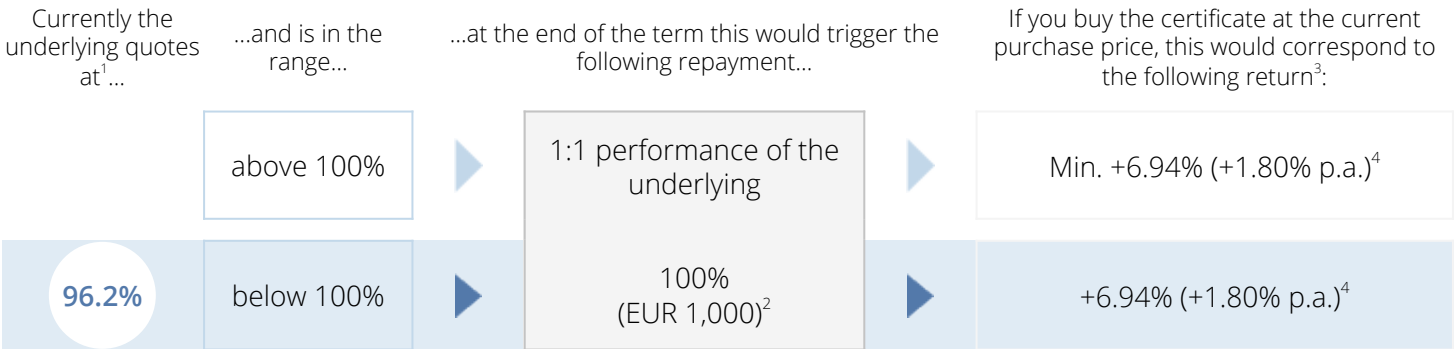 Currently the
underlying quotes
at¹...
...and is in the
range...
...at the end of the term this would trigger the
following repayment...
If you buy the certificate at the current
purchase price, this would correspond to
the following return³:
above 100%
1:1 performance of the
underlying
Min. +6.94% (+1.80% p.a.)⁴
96.2%
below 100%
100%
(EUR 1,000)²
+6.94% (+1.80% p.a.)⁴